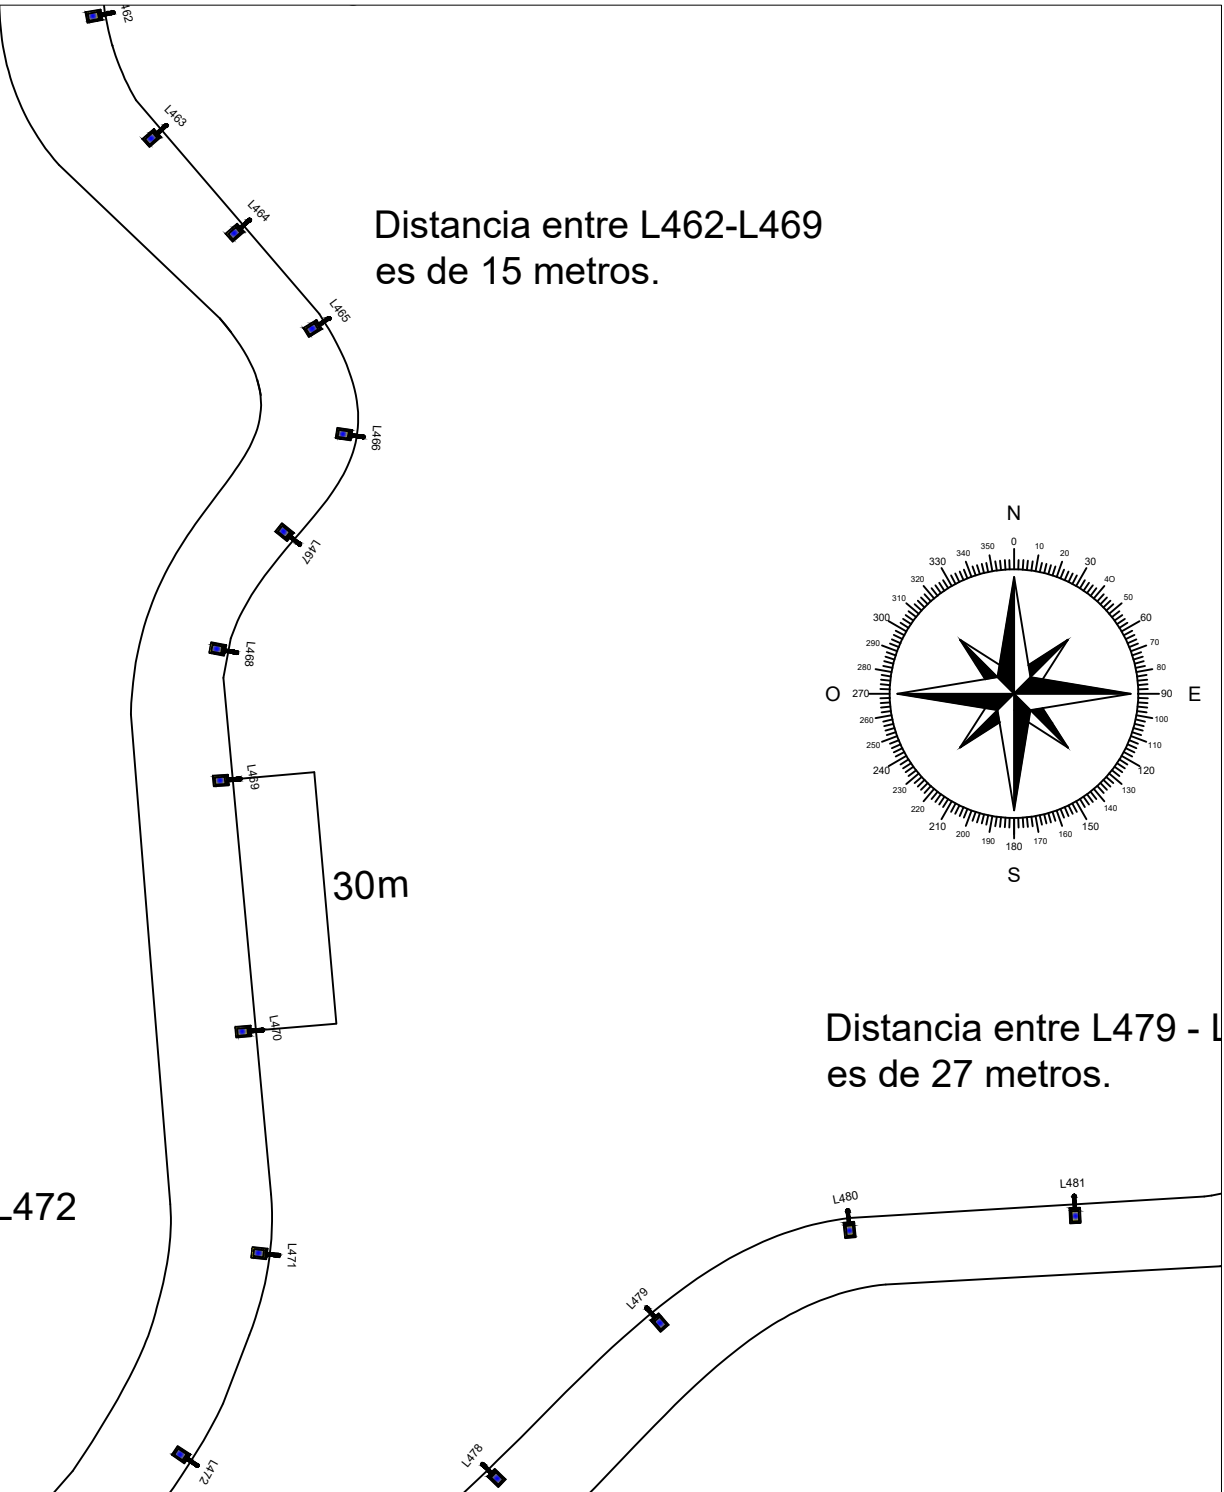 462
L463
L464
Distancia entre L462-L469
es de 15 metros.
L465
L466
L467
L468
L469
30m
L470
N
0
10
20
30
4O
50
60
70
80
90
E
100
110
120
130
140
150
160
170
180
S
190
200
210
220
230
240
250
260
270
O
280
290
300
310
320
330
340
350
Distancia entre L479 - L
es de 27 metros.
L472
L471
L472
L478
L479
L480
L481